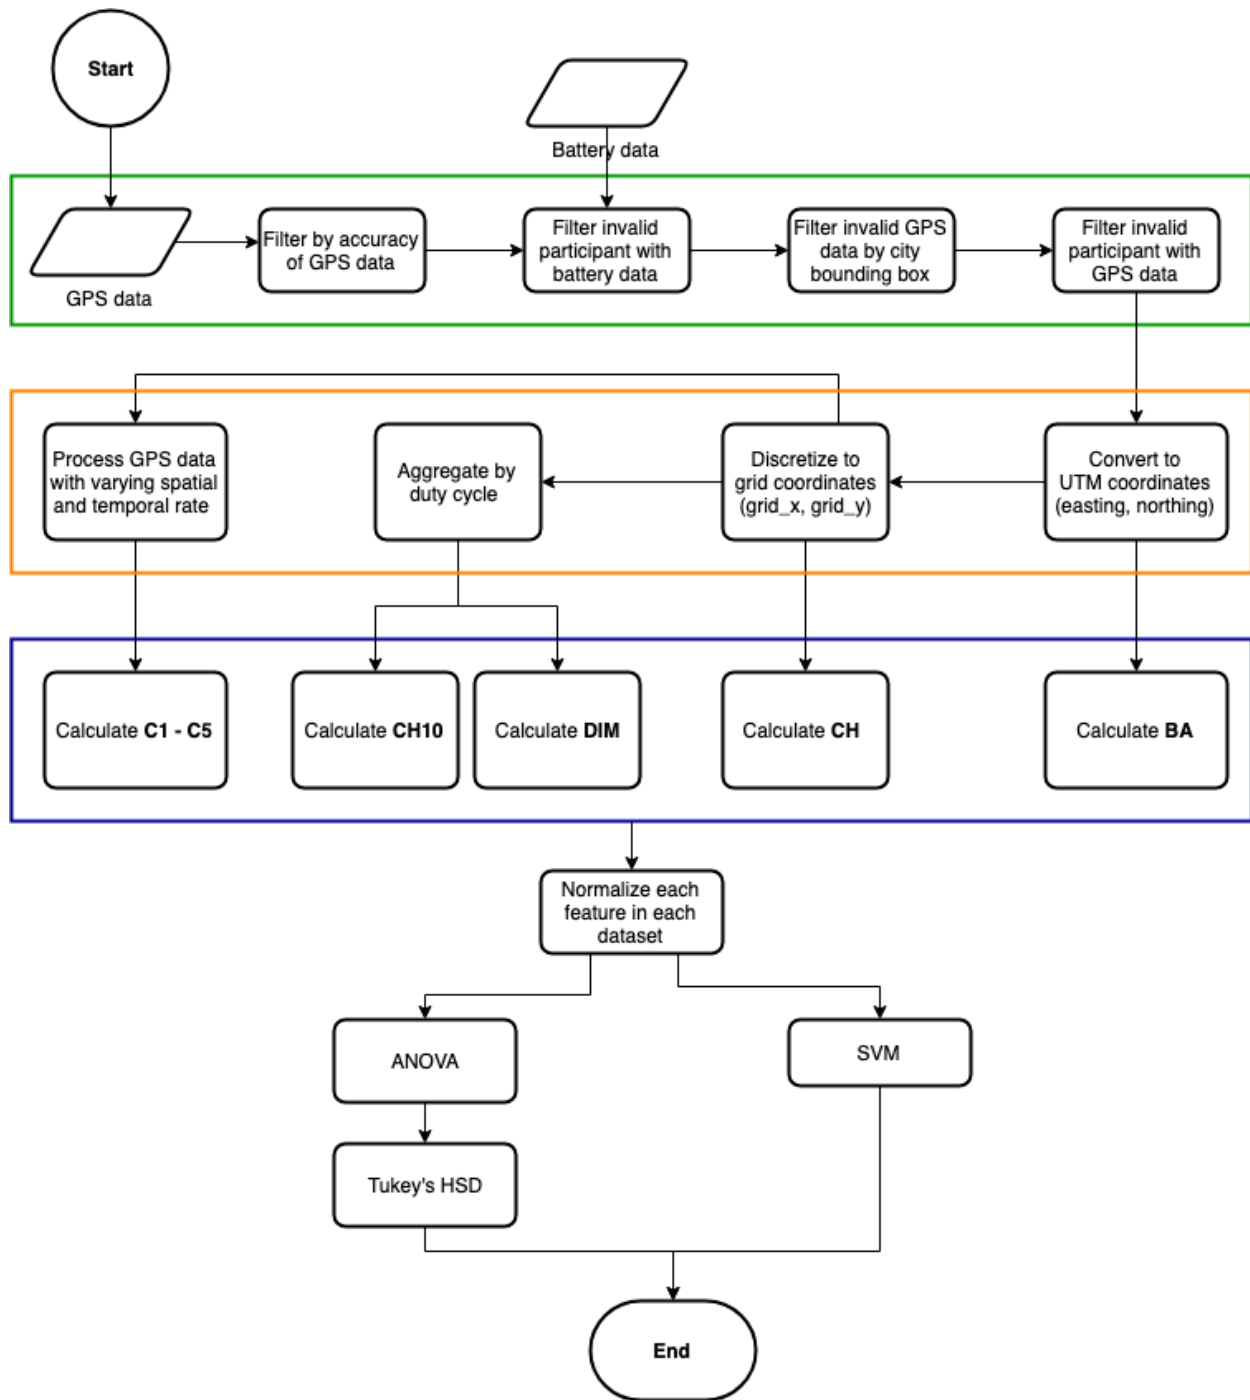 Start
Battery data
GPS data
Filter by accuracy
of GPS data
Filter invalid
participant with
battery data
Filter invalid GPS
data by city
bounding box
Filter invalid
participant with
GPS data
Process GPS data
with varying spatial
and temporal rate
Aggregate by
duty cycle
Discretize to
grid coordinates
(grid_x, grid_y)
Convert to
UTM coordinates
(easting, northing)
Calculate C1 - C5
Calculate CH10
Calculate DIM
Calculate CH
Calculate BA
Normalize each
feature in each
dataset
ANOVA
SVM
Tukey's HSD
End